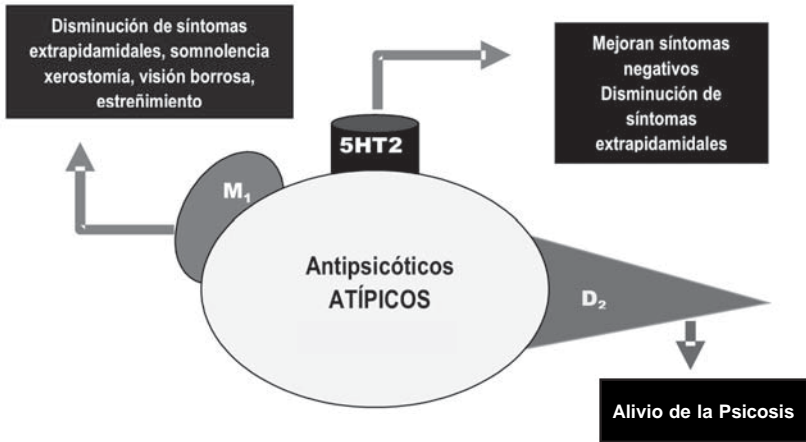 Disminución de síntomas
extrapidamidales, somnolencia
xerostomía, visión borrosa,
estreñimiento
Mejoran síntomas
negativos
Disminución de
síntomas
extrapidamidales
5HT2
M₁
Antipsicóticos
ATÍPICOS
D₂
Alivio de la Psicosis